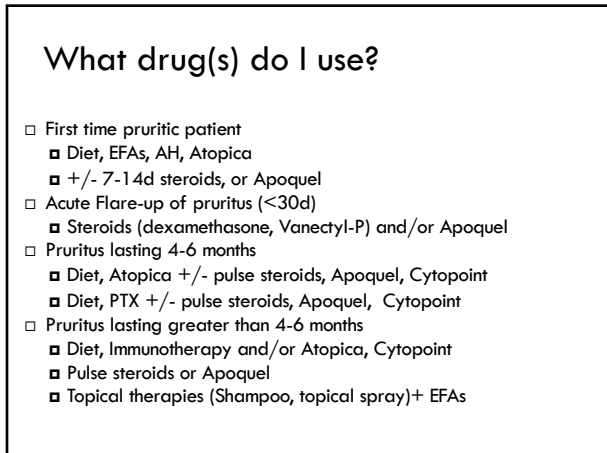 What drug(s) do I use?
□ First time pruritic patient
◘ Diet, EFAs, AH, Atopica
◘ +/- 7-14d steroids, or Apoquel
□ Acute Flare-up of pruritus (<30d)
◘ Steroids (dexamethasone, Vanectyl-P) and/or Apoquel
□ Pruritus lasting 4-6 months
◘ Diet, Atopica +/- pulse steroids, Apoquel, Cytopoint
◘ Diet, PTX +/- pulse steroids, Apoquel, Cytopoint
□ Pruritus lasting greater than 4-6 months
◘ Diet, Immunotherapy and/or Atopica, Cytopoint
◘ Pulse steroids or Apoquel
◘ Topical therapies (Shampoo, topical spray)+ EFAs